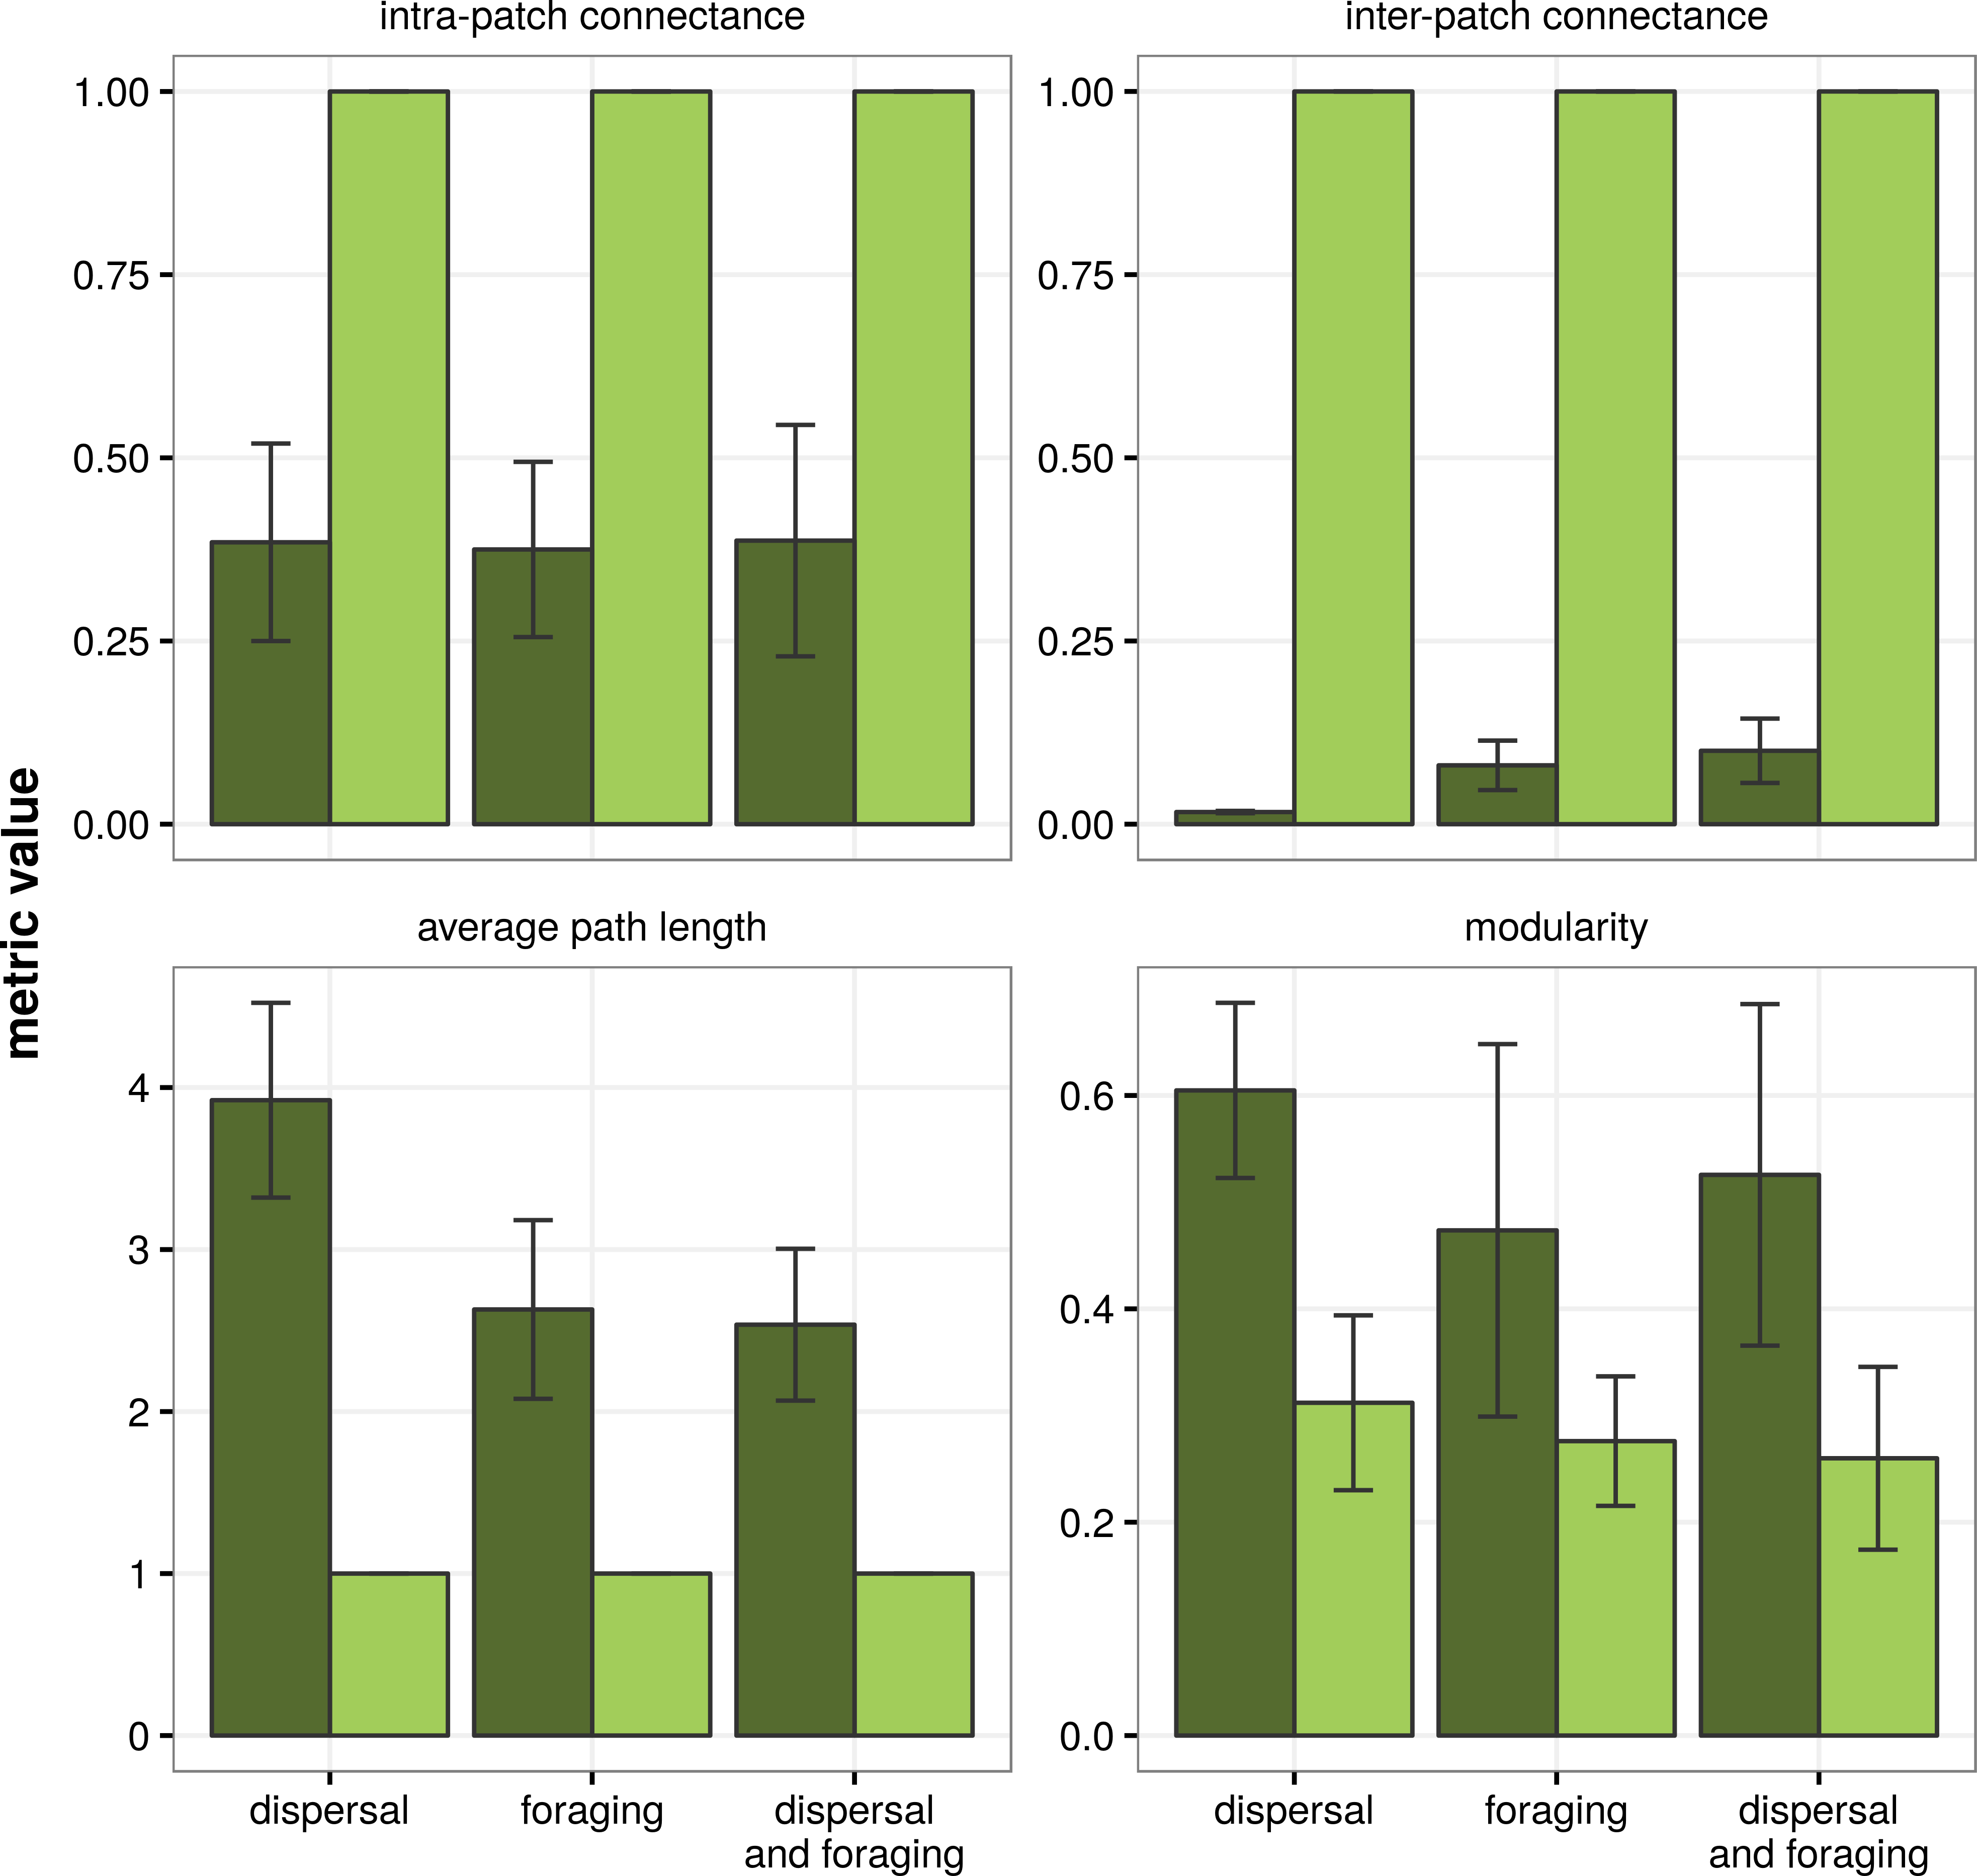 intra-patch connectance
inter-patch connectance
1.00
0.75
0.50
0.25
0.00
1.00
0.75
0.50
0.25
0.00
metric value
average path length
modularity
4
3
2
1
0
0.6
0.4
0.2
0.0
dispersal
foraging
dispersal
and foraging
dispersal
foraging
dispersal
and foraging